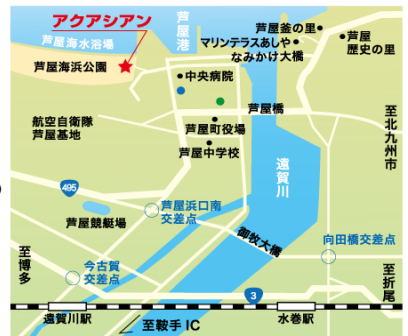 アクアシアン
芦屋海水浴場
芦屋港
芦屋釜の里
マリンテラスあしや
なみかけ大橋
芦屋
歴史の里
芦屋海浜公園
中央病院
航空自衛隊
芦屋基地
芦屋橋
芦屋町役場
芦屋中学校
至北九州市
遠賀川
495
芦屋競艇場
芦屋浜口南
交差点
御牧大橋
向田橋交差点
至博多
今古賀
交差点
至折尾
3
遠賀川駅
水巻駅
至鞍手IC